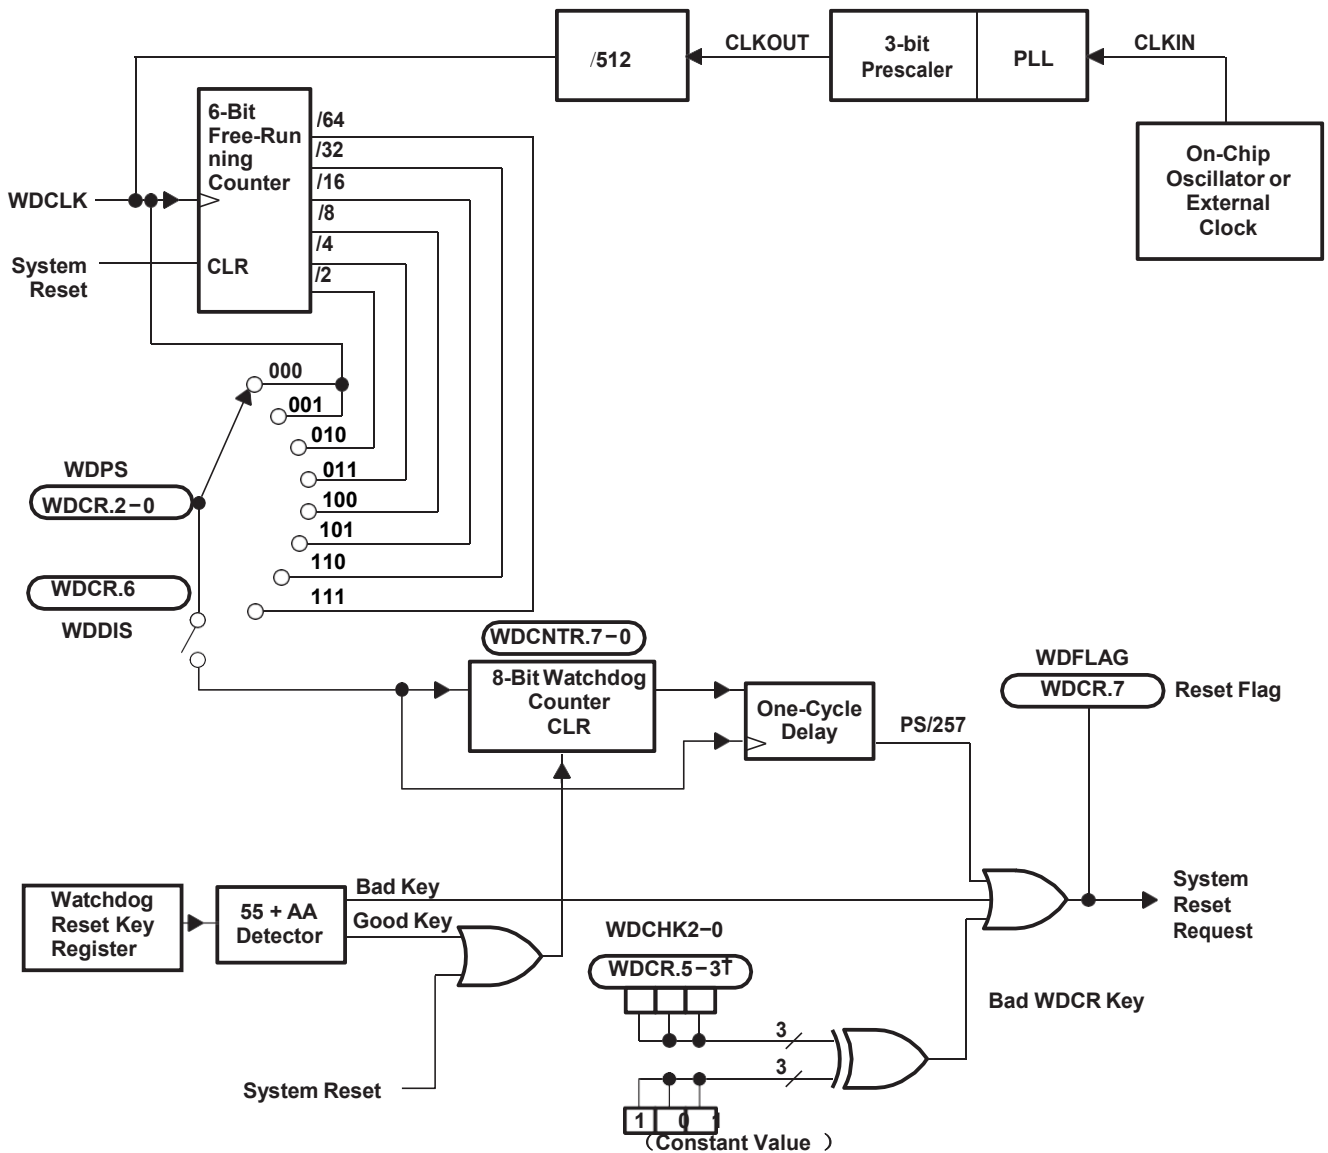 /512
CLKOUT
3-bit
Prescaler
PLL
CLKIN
On-Chip
Oscillator or
External
Clock
6-Bit
Free-Run
ning
Counter
CLR
/64
/32
/16
/8
/4
/2
WDCLK
System
Reset
000
001
010
011
100
101
110
111
WDPS
WDCR.2−0
WDCR.6
WDDIS
WDCNTR.7−0
8-Bit Watchdog
Counter
CLR
One-Cycle
Delay
PS/257
WDFLAG
WDCR.7
Reset Flag
Watchdog
Reset Key
Register
55 + AA
Detector
Bad Key
Good Key
System Reset
WDCHK2−0
WDCR.5−3†
3
3
1 0 1
(Constant Value )
Bad WDCR Key
System
Reset
Request